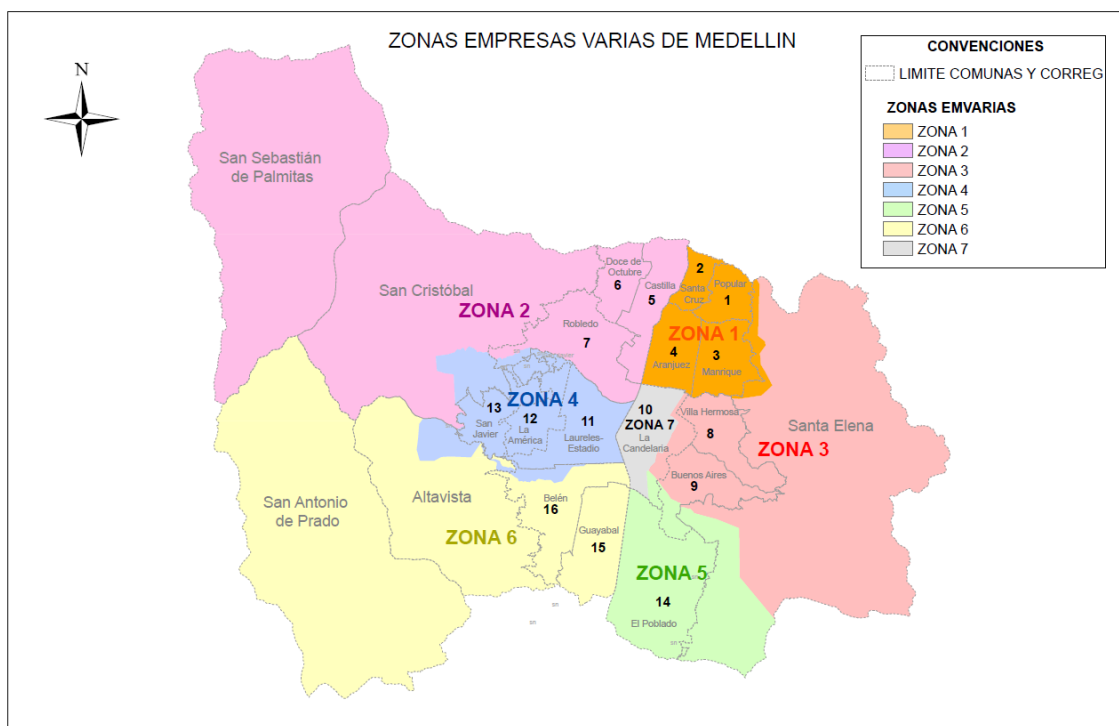 ZONAS EMPRESAS VARIAS DE MEDELLIN
CONVENCIONES
LIMITE COMUNAS Y CORREG
ZONAS EMVARIAS
ZONA 1
ZONA 2
ZONA 3
ZONA 4
ZONA 5
ZONA 6
ZONA 7
N
San Sebastián
de Palmitas
San Cristóbal
ZONA 2
Doce de
Octubre
6
Castilla
5
Robledo
7
2
Santa
Cruz
Popular
1
ZONA 1
4
Aranjuez
3
Manrique
ZONA 4
13
San
Javier
12
La
América
11
Laureles-
Estadio
10
ZONA 7
La
Candelaria
Villa Hermosa
8
Santa Elena
ZONA 3
Buenos Aires
9
San Antonio
de Prado
Altavista
ZONA 6
Belén
16
Guayabal
15
ZONA 5
14
El Poblado